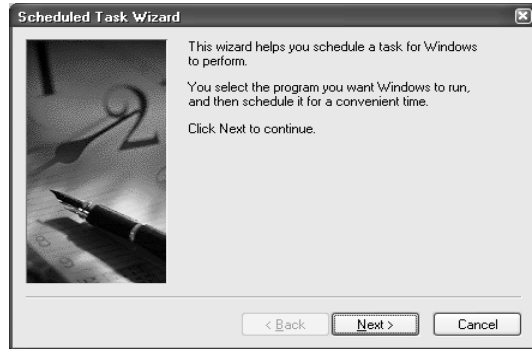 Scheduled Task Wizard
This wizard helps you schedule a task for Windows
to perform.
You select the program you want Windows to run,
and then schedule it for a convenient time.
Click Next to continue.
2
< Back
Next >
Cancel